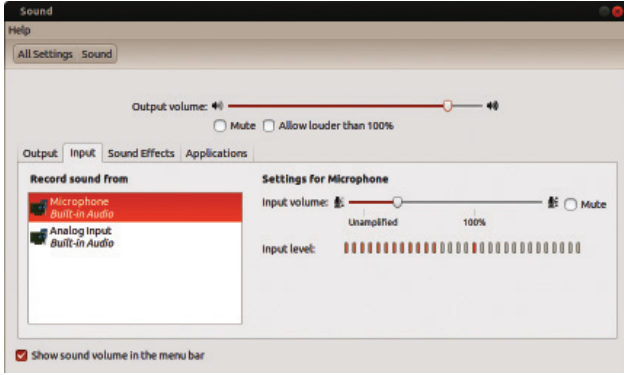 Sound
Help
All Settings Sound
Output volume:
Mute Allow louder than 100%
Output Input Sound Effects Applications
Record sound from
Microphone
Built-in Audio
Analog Input
Built-in Audio
Settings for Microphone
Input volume: Mute
Unamplified 100%
Input level:
Show sound volume in the menu bar